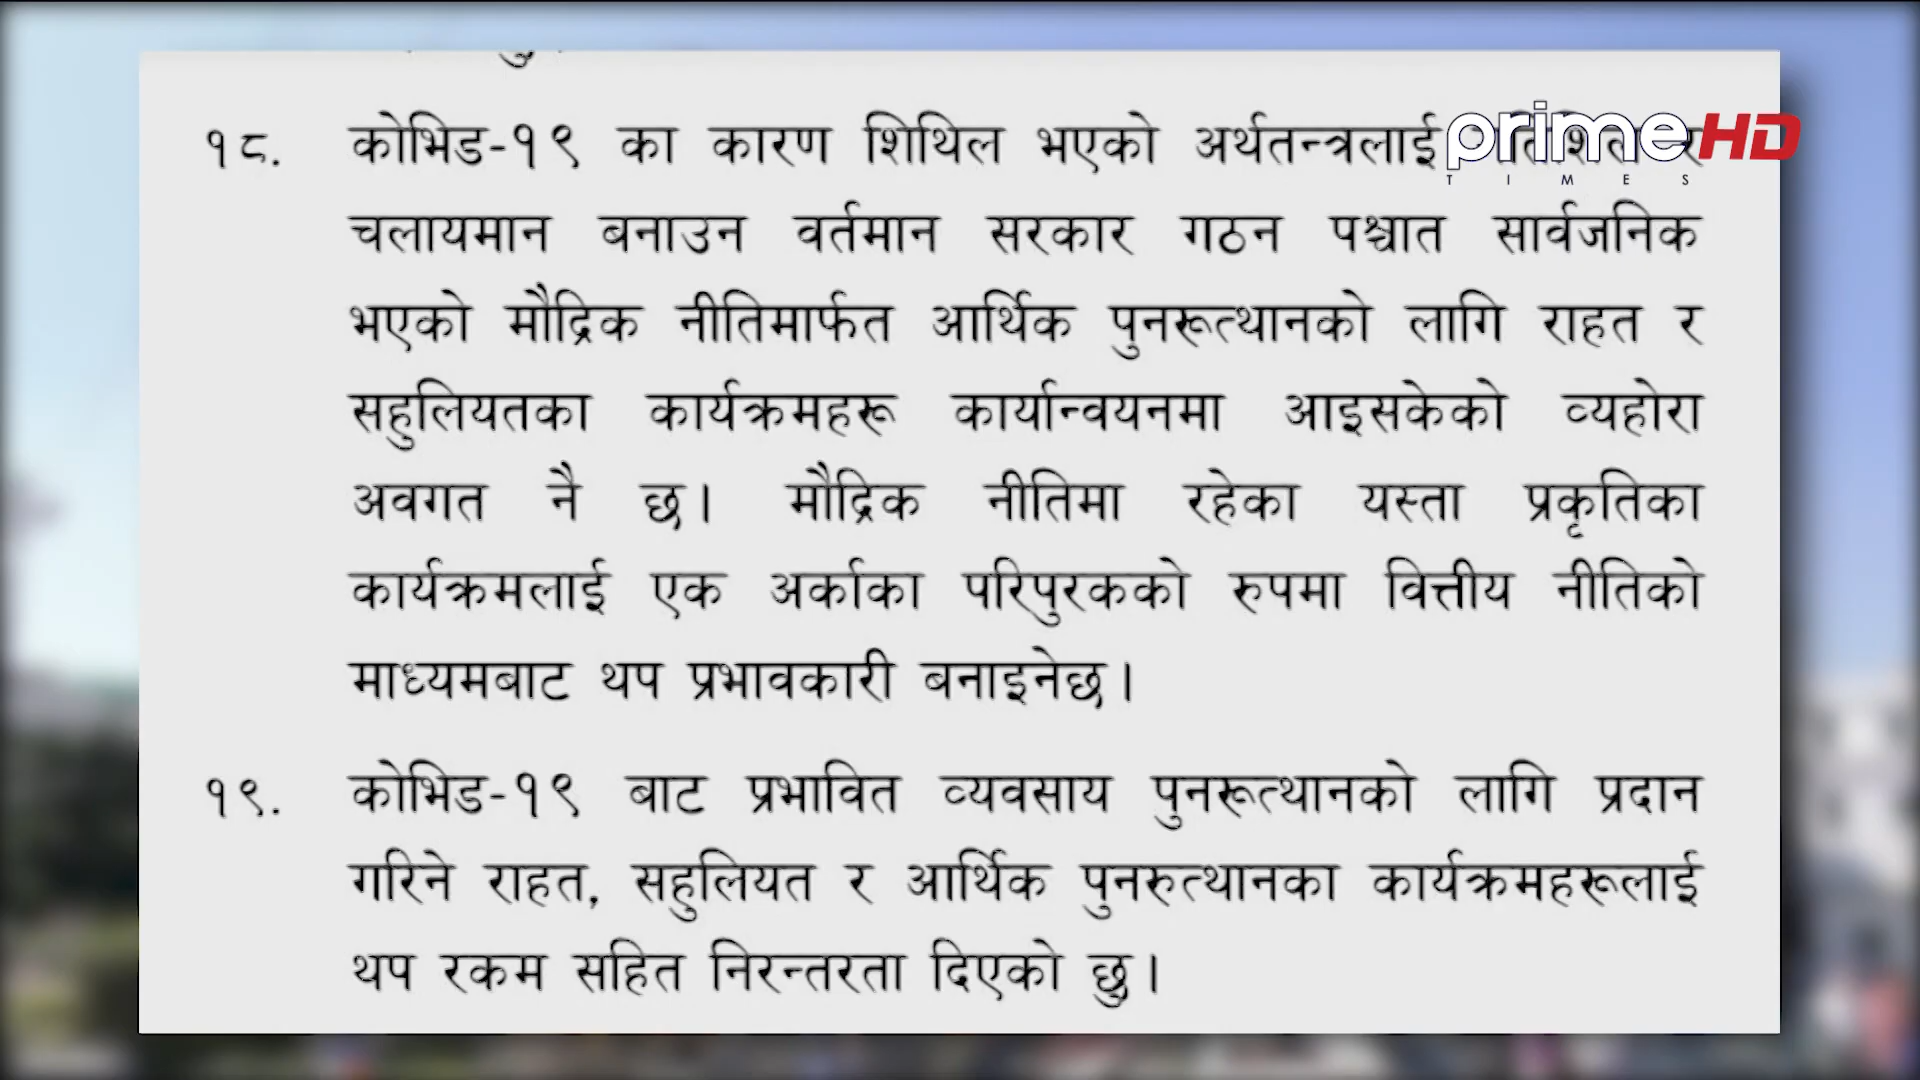 १८. कोभिड-१९ का कारण शिथिल भएको अर्थतन्त्रलाई र
prime HD
TIMES
चलायमान बनाउन वर्तमान सरकार गठन पश्चात सार्वजनिक
भएको मौद्रिक नीतिमार्फत आर्थिक पुनरूत्थानको लागि राहत र
सहुलियतका कार्यक्रमहरू कार्यान्वयनमा आइसकेको व्यहोरा
अवगत नै छ। मौद्रिक नीतिमा रहेका यस्ता प्रकृतिका
कार्यक्रमलाई एक अर्काका परिपुरकको रुपमा वित्तीय नीतिको
माध्यमबाट थप प्रभावकारी बनाइनेछ।
१९. कोभिड-१९ बाट प्रभावित व्यवसाय पुनरूत्थानको लागि प्रदान
गरिने राहत, सहुलियत र आर्थिक पुनरुत्थानका कार्यक्रमहरूलाई
थप रकम सहित निरन्तरता दिएको छु।